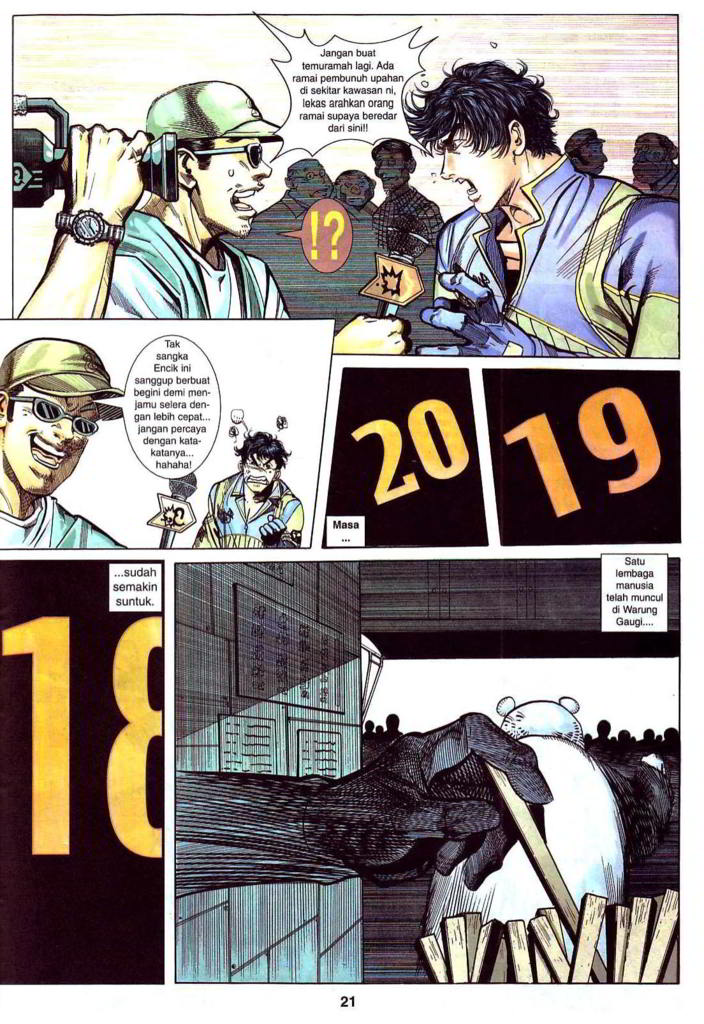 Jangan buat
temuramah lagi. Ada
ramai pembunuh upahan
di sekitar kawasan ni,
lekas arahkan orang
ramai supaya beredar
dari sini!!
!?
Tak
sangka
Encik ini
sanggup berbuat
begini demi men-
jamu selera den-
gan lebih cepat...
jangan percaya
dengan kata-
katanya...
hahaha!
20
19
Masa
...
...sudah
semakin
suntuk.
18
Satu
lembaga
manusia
telah muncul
di Warung
Gaugi....
21